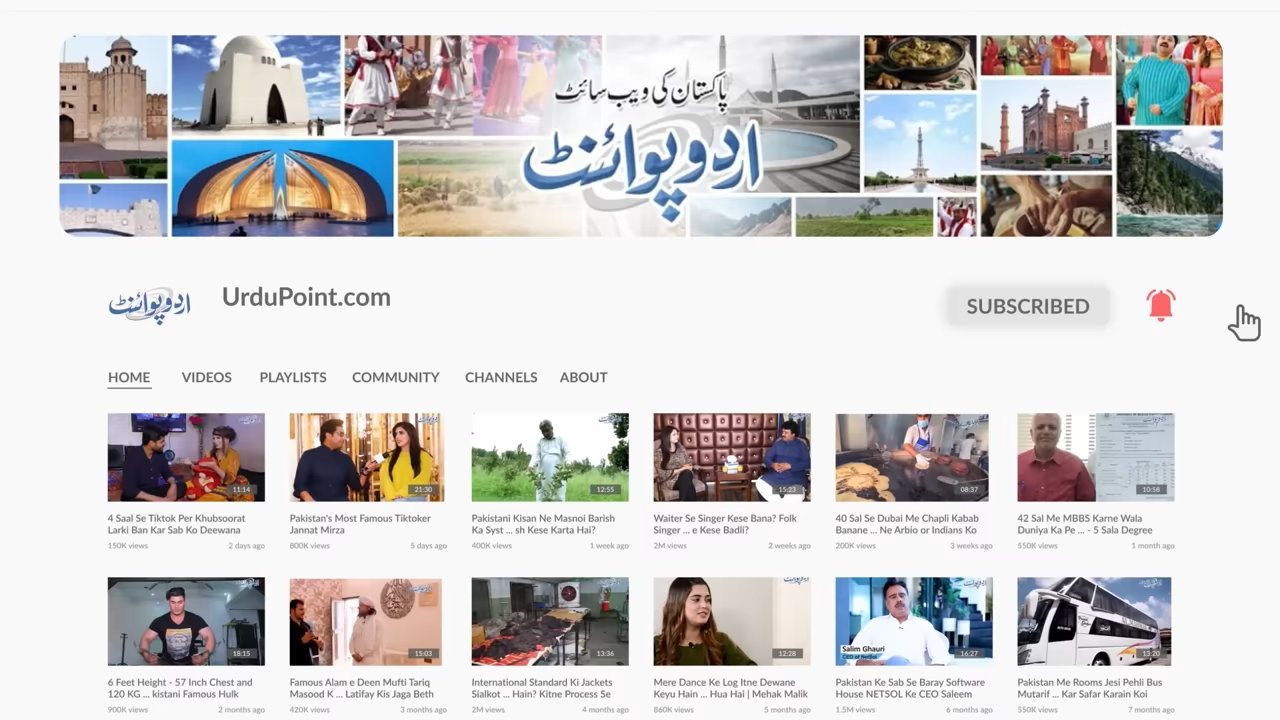 پاکستان کی ویب سائٹ
اردو پوائنٹ
اردو پوائنٹ
UrduPoint.com
SUBSCRIBED
HOME VIDEOS PLAYLISTS COMMUNITY CHANNELS ABOUT
11:14 21:30 12:55 15:23 08:37 10:58
4 Saal Se Tiktok Per Khubsoorat
Larki Ban Kar Sab Ko Deewana
150K views 2 days ago
Pakistan's Most Famous Tiktoker
Jannat Mirza
800K views 5 days ago
Pakistani Kisan Ne Masnoi Barish
Ka Syst ... sh Kese Karta Hai?
400K views 1 week ago
Waiter Se Singer Kese Bana? Folk
Singer ... e Kese Badli?
2M views 2 weeks ago
40 Sal Se Dubai Me Chapli Kabab
Banane ... Ne Arbio or Indians Ko
200K views 3 weeks ago
42 Sal Me MBBS Karne Wala
Duniya Ka Pe ... - 5 Sala Degree
550K views 1 month ago
18:15 15:03 13:36 12:28 16:27 15:20
Salim Ghauri
CEO of NetSol
6 Feet Height - 57 Inch Chest and
120 KG ... kistani Famous Hulk
900K views 2 months ago
Famous Alam e Deen Mufti Tariq
Masood K ... Latifay Kis Jaga Beth
420K views 3 months ago
International Standard Ki Jackets
Sialkot ... Hain? Kitne Process Se
2M views 4 months ago
Mere Dance Ke Log Itne Dewane
Keyu Hain ... Hua Hai | Mehak Malik
860K views 5 months ago
Pakistan Ke Sab Se Baray Software
House NETSOL Ke CEO Saleem
1.5M views 6 months ago
Pakistan Me Rooms Jesi Pehli Bus
Mutarif ... Kar Safar Karain Koi
550K views 7 months ago